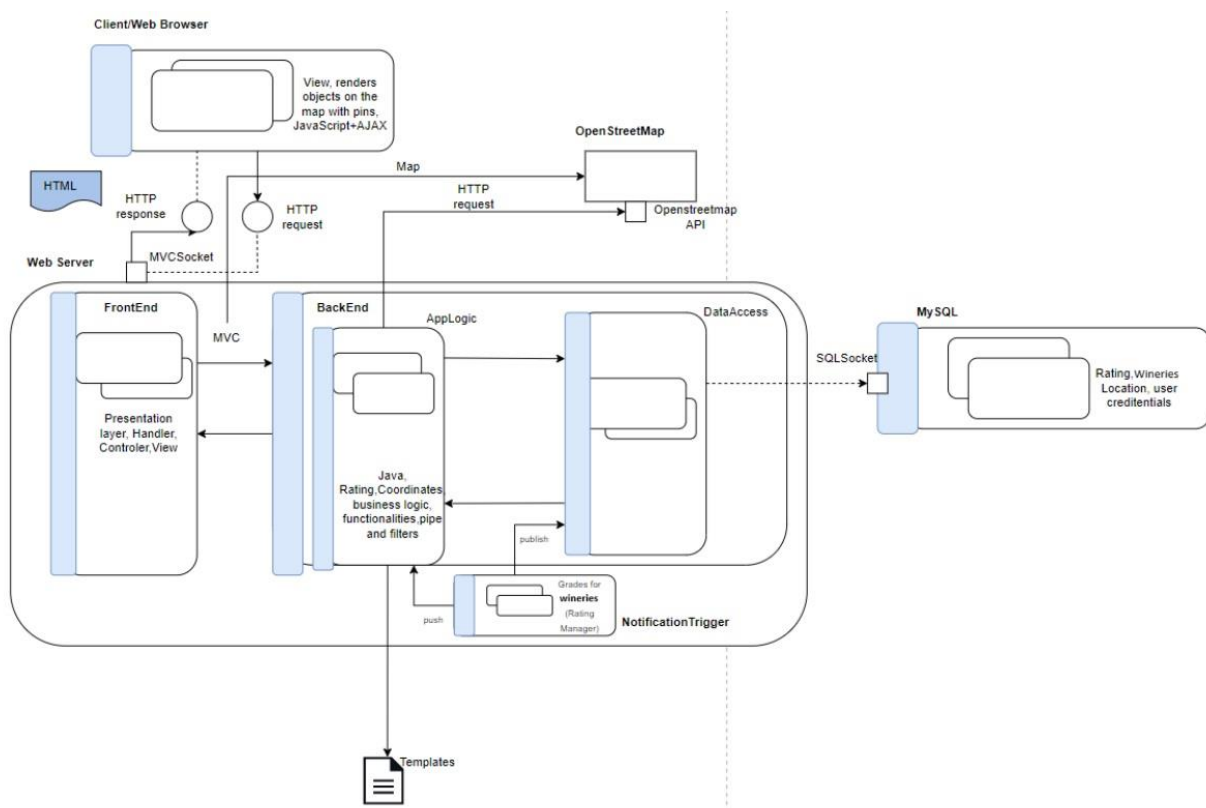 Client/Web Browser
View, renders
objects on the
map with pins,
JavaScript+AJAX
OpenStreetMap
HTML
Map
HTTP
response
HTTP
request
HTTP
request
Openstreetmap
API
Web Server
MVCSocket
FrontEnd
MVC
BackEnd
AppLogic
DataAccess
MySQL
SQLSocket
Rating,Wineries
Location, user
creditentials
Presentation
layer, Handler,
Controler,View
Java,
Rating,Coordinates,
business logic,
functionalities,pipe
and filters
publish
push
Grades for
wineries
(Rating
Manager)
NotificationTrigger
Templates